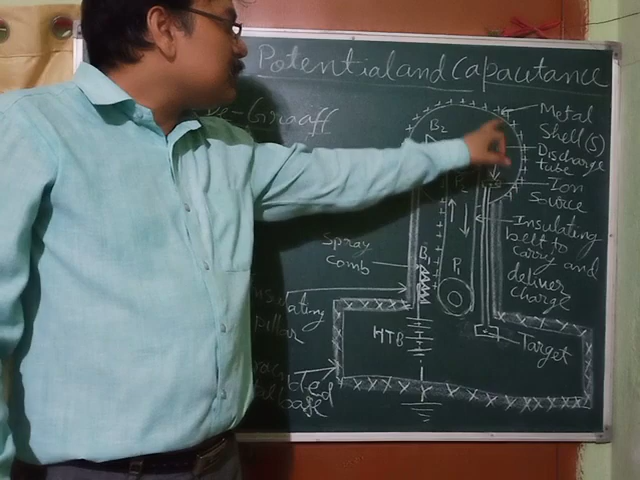 Potential and Capacitance
Graaff
Metal
Shell(S)
B2
Discharge
tube
P2
Ion
source
Insulating
belt to
carry and
deliver
charge
Spray
comb
B1
P1
HTB
Target